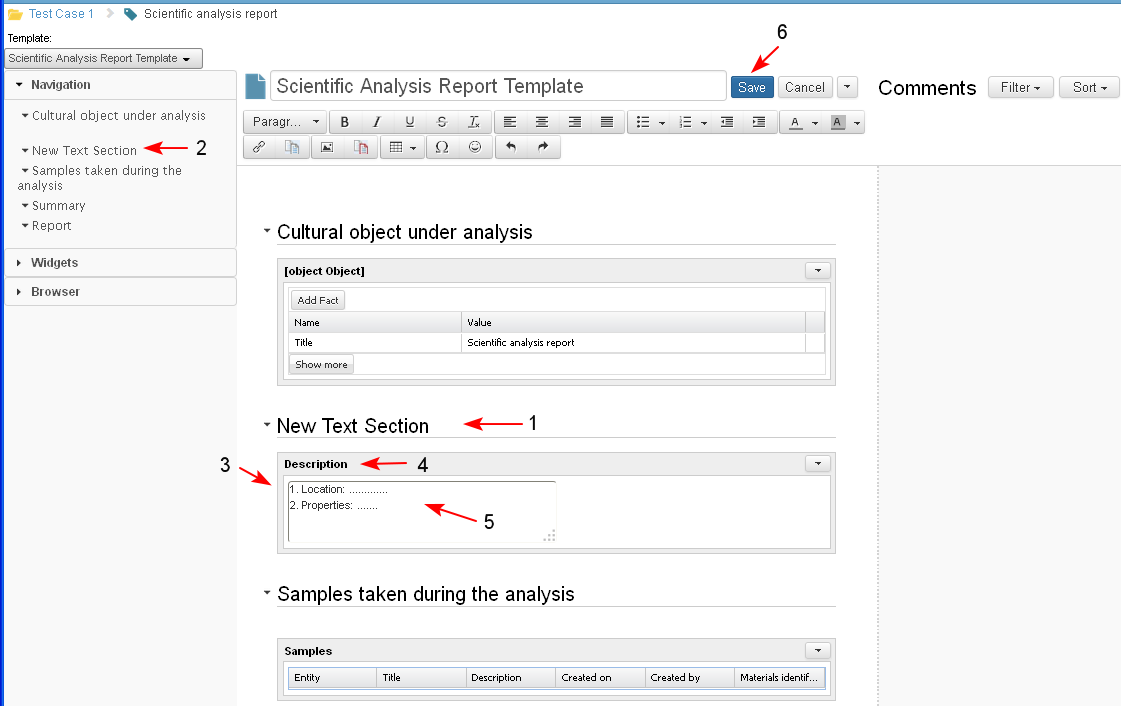 Test Case 1 Scientific analysis report
Template:
Scientific Analysis Report Template
6
Navigation
Scientific Analysis Report Template Save Cancel Comments Filter Sort
Cultural object under analysis
Paragr... B I U S Tx A A
New Text Section 2
Ω
Samples taken during the
analysis
Summary
Report
Widgets
Browser
Cultural object under analysis
[object Object]
Add Fact
Name Value
Title Scientific analysis report
Show more
New Text Section 1
Description 4
3
1. Location: .............
2. Properties: .......
5
Samples taken during the analysis
Samples
Entity Title Description Created on Created by Materials identif...